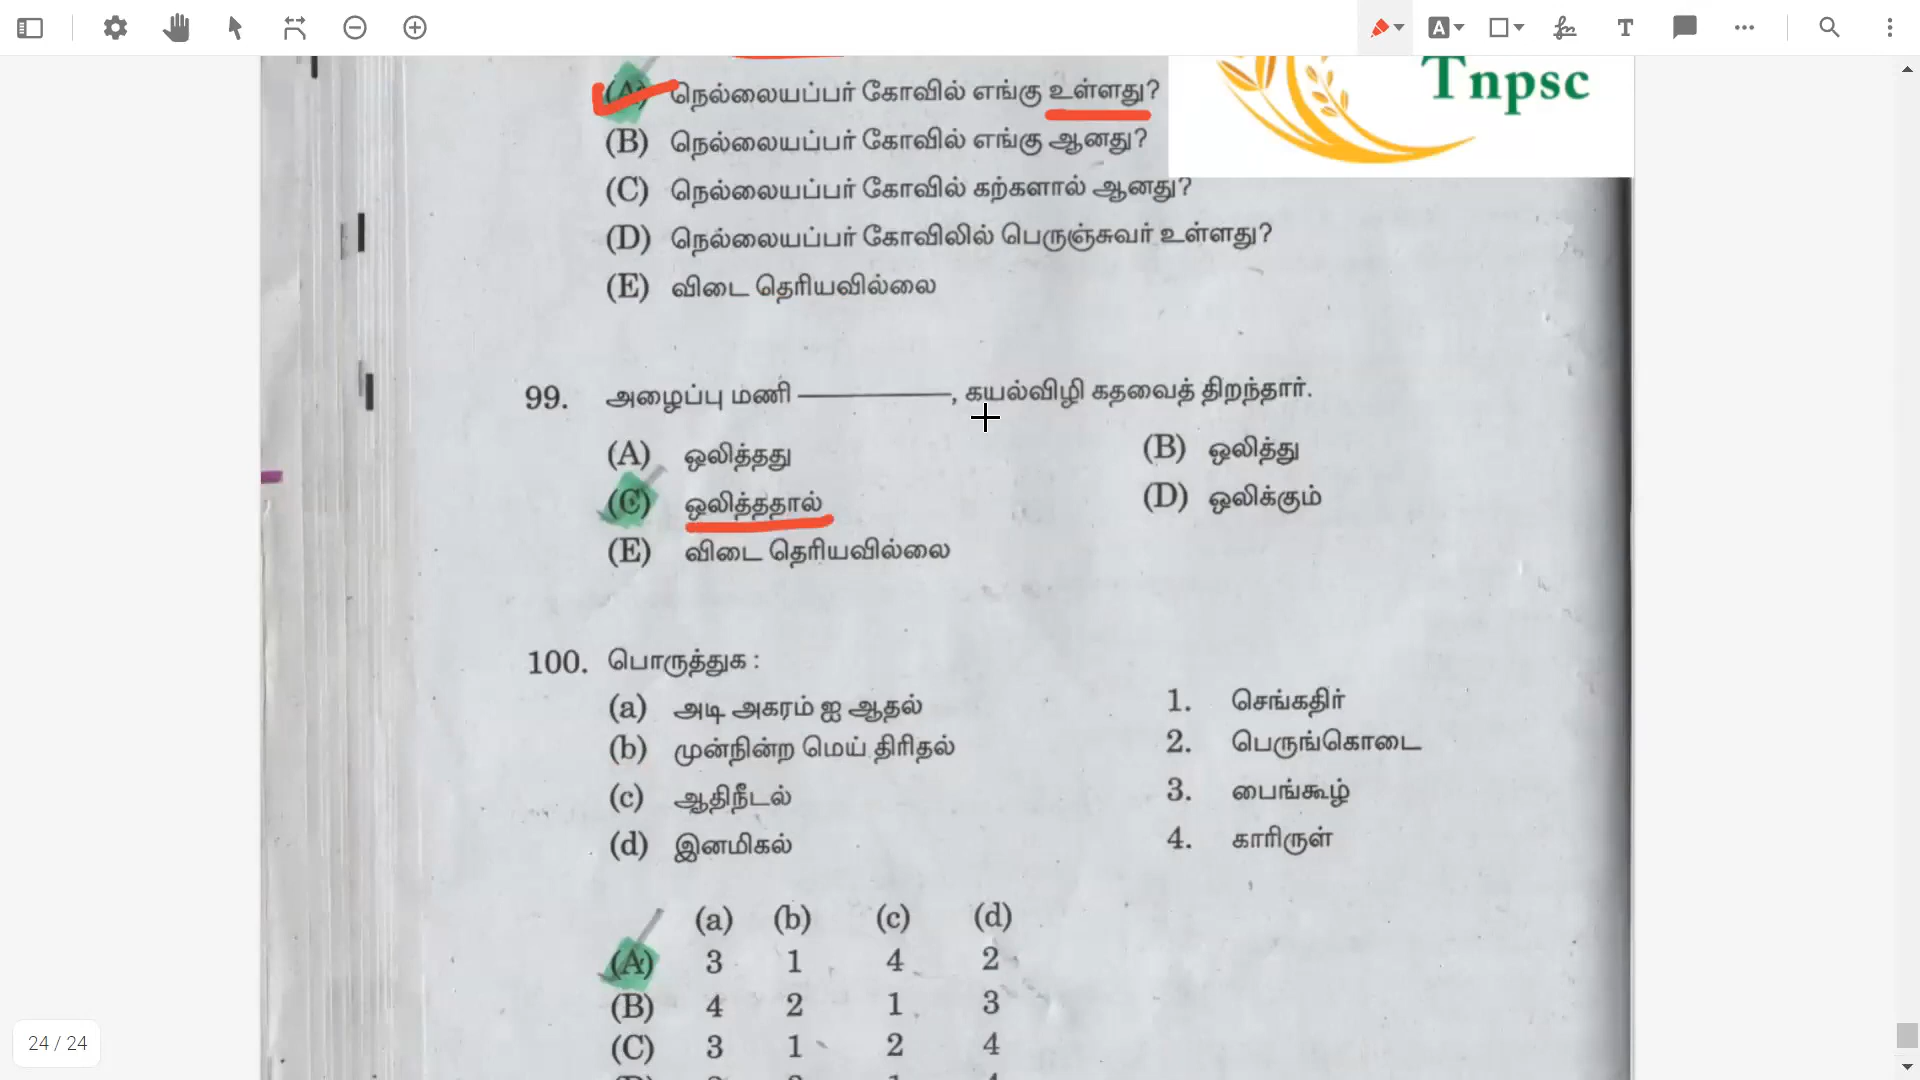 Tnpsc
(A) நெல்லையப்பர் கோவில் எங்கு உள்ளது?
(B) நெல்லையப்பர் கோவில் எங்கு ஆனது?
(C) நெல்லையப்பர் கோவில் கற்களால் ஆனது?
(D) நெல்லையப்பர் கோவிலில் பெருஞ்சுவர் உள்ளது?
(E) விடை தெரியவில்லை
99. அழைப்பு மணி ————, கயல்விழி கதவைத் திறந்தார்.
(A) ஒலித்தது (B) ஒலித்து
(C) ஒலித்ததால் (D) ஒலிக்கும்
(E) விடை தெரியவில்லை
100. பொருத்துக :
(a) அடி அகரம் ஐ ஆதல் 1. செங்கதிர்
(b) முன்நின்ற மெய் திரிதல் 2. பெருங்கொடை
(c) ஆதிநீடல் 3. பைங்கூழ்
(d) இனமிகல் 4. காரிருள்
(a) (b) (c) (d)
(A) 3 1 4 2
(B) 4 2 1 3
(C) 3 1 2 4
24 / 24